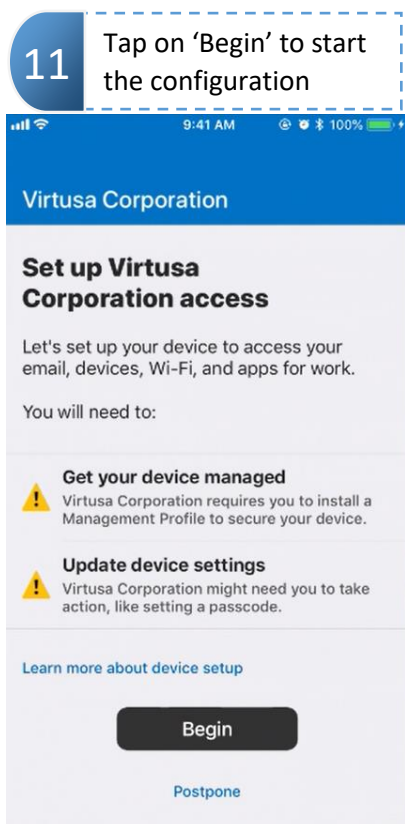 11
Tap on ‘Begin’ to start
the configuration
9:41 AM 100%
Virtusa Corporation
Set up Virtusa
Corporation access
Let's set up your device to access your
email, devices, Wi-Fi, and apps for work.
You will need to:
Get your device managed
Virtusa Corporation requires you to install a
Management Profile to secure your device.
Update device settings
Virtusa Corporation might need you to take
action, like setting a passcode.
Learn more about device setup
Begin
Postpone